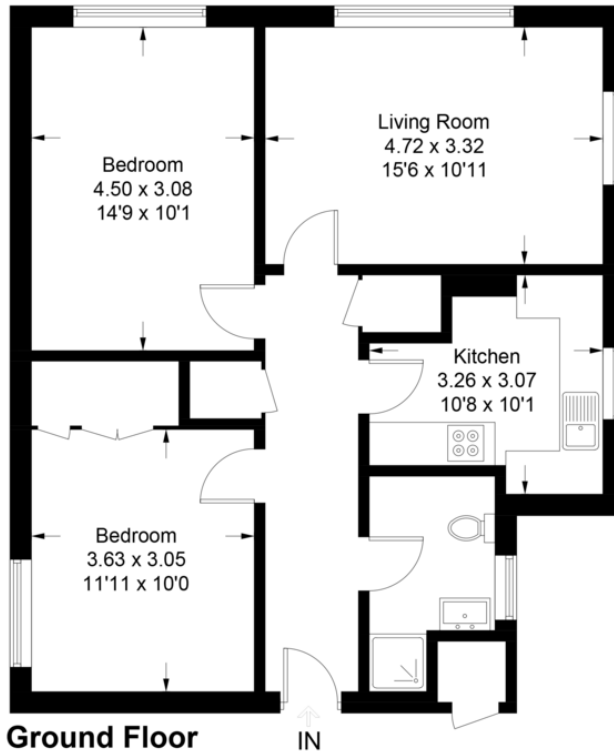 Living Room
4.72 x 3.32
15'6 x 10'11
Bedroom
4.50 x 3.08
14'9 x 10'1
Kitchen
3.26 x 3.07
10'8 x 10'1
Bedroom
3.63 x 3.05
11'11 x 10'0
Ground Floor
IN